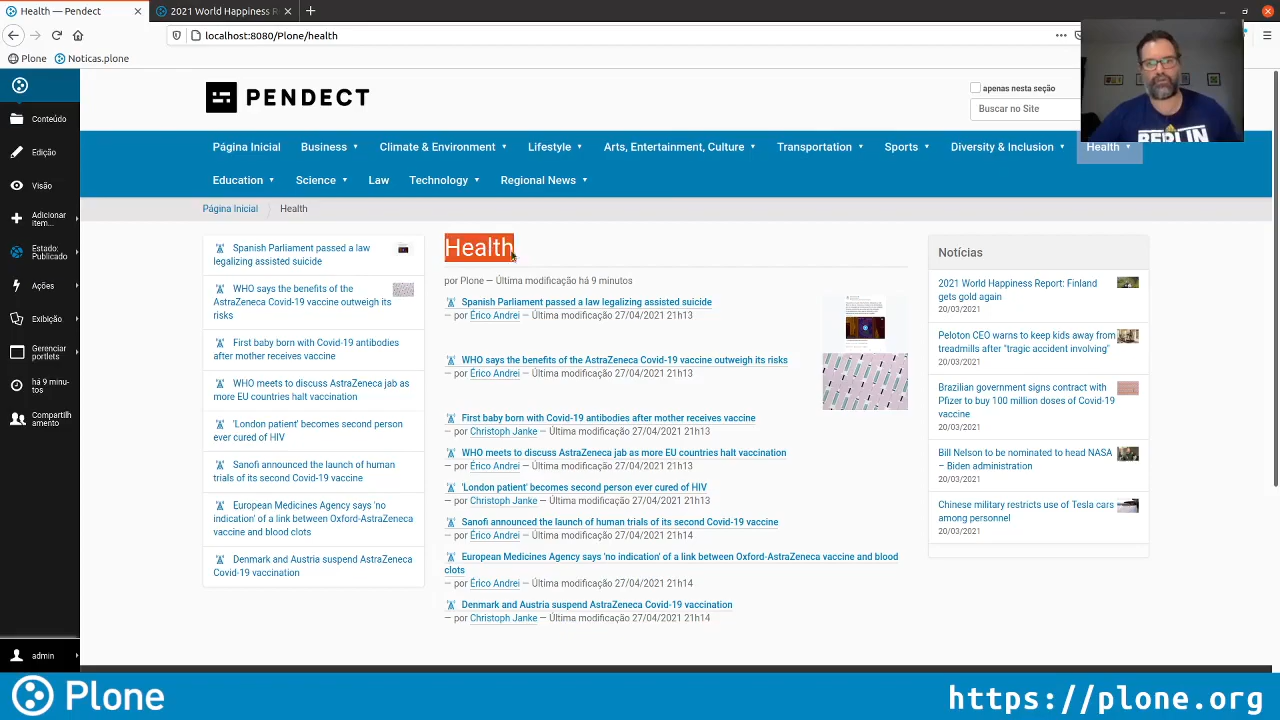 Health — Pendect
2021 World Happiness R
localhost:8080/Plone/health
Plone
Noticas.plone
PENDECT
apenas nesta seção
Buscar no Site
BERLIN
Conteúdo
Edição
Visão
Adicionar
item...
Estado:
Publicado
Ações
Exibição
Gerenciar
portlets
há 9 minu-
tos
Compartilh
amento
admin
Página Inicial
Business
Climate & Environment
Lifestyle
Arts, Entertainment, Culture
Transportation
Sports
Diversity & Inclusion
Health
Education
Science
Law
Technology
Regional News
Página Inicial
Health
Spanish Parliament passed a law
legalizing assisted suicide
WHO says the benefits of the
AstraZeneca Covid-19 vaccine outweigh its
risks
First baby born with Covid-19 antibodies
after mother receives vaccine
WHO meets to discuss AstraZeneca jab as
more EU countries halt vaccination
'London patient' becomes second person
ever cured of HIV
Sanofi announced the launch of human
trials of its second Covid-19 vaccine
European Medicines Agency says 'no
indication' of a link between Oxford-AstraZeneca
vaccine and blood clots
Denmark and Austria suspend AstraZeneca
Covid-19 vaccination
Health
por Plone — Última modificação há 9 minutos
Spanish Parliament passed a law legalizing assisted suicide
— por Érico Andrei — Última modificação 27/04/2021 21h13
WHO says the benefits of the AstraZeneca Covid-19 vaccine outweigh its risks
— por Érico Andrei — Última modificação 27/04/2021 21h13
First baby born with Covid-19 antibodies after mother receives vaccine
— por Christoph Janke — Última modificação 27/04/2021 21h13
WHO meets to discuss AstraZeneca jab as more EU countries halt vaccination
— por Érico Andrei — Última modificação 27/04/2021 21h13
'London patient' becomes second person ever cured of HIV
— por Christoph Janke — Última modificação 27/04/2021 21h13
Sanofi announced the launch of human trials of its second Covid-19 vaccine
— por Érico Andrei — Última modificação 27/04/2021 21h14
European Medicines Agency says 'no indication' of a link between Oxford-AstraZeneca vaccine and blood
clots
— por Érico Andrei — Última modificação 27/04/2021 21h14
Denmark and Austria suspend AstraZeneca Covid-19 vaccination
— por Christoph Janke — Última modificação 27/04/2021 21h14
Notícias
2021 World Happiness Report: Finland
gets gold again
20/03/2021
Peloton CEO warns to keep kids away from
treadmills after "tragic accident involving"
20/03/2021
Brazilian government signs contract with
Pfizer to buy 100 million doses of Covid-19
vaccine
20/03/2021
Bill Nelson to be nominated to head NASA
– Biden administration
20/03/2021
Chinese military restricts use of Tesla cars
among personnel
20/03/2021
Plone
https://plone.org